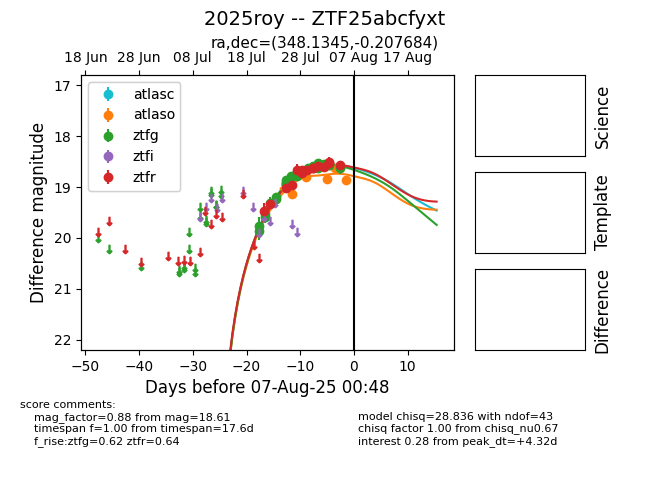 2025roy -- ZTF25abcfyxt
ra,dec=(348.1345,-0.207684)
18 Jun 28 Jun 08 Jul 18 Jul 28 Jul 07 Aug 17 Aug
17
18
19
20
21
22
Difference magnitude
atlasc
atlaso
ztfg
ztfi
ztfr
−50 −40 −30 −20 −10 0 10
Days before 07-Aug-25 00:48
Science
Template
Difference
score comments:
mag_factor=0.88 from mag=18.61
timespan f=1.00 from timespan=17.6d
f_rise:ztfg=0.62 ztfr=0.64
model chisq=28.836 with ndof=43
chisq factor 1.00 from chisq_nu0.67
interest 0.28 from peak_dt=+4.32d